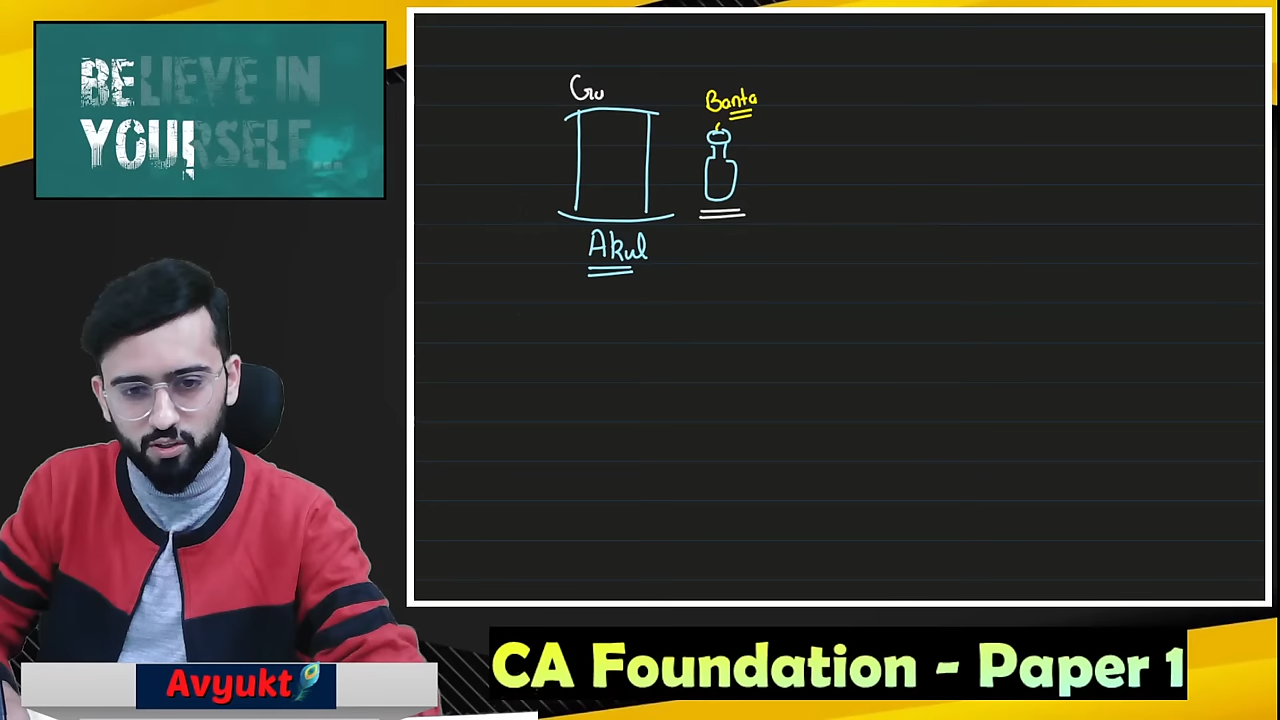 BELIEVE IN
YOURSELF...
Gu
Banta
Akul
Avyukt
CA Foundation - Paper 1